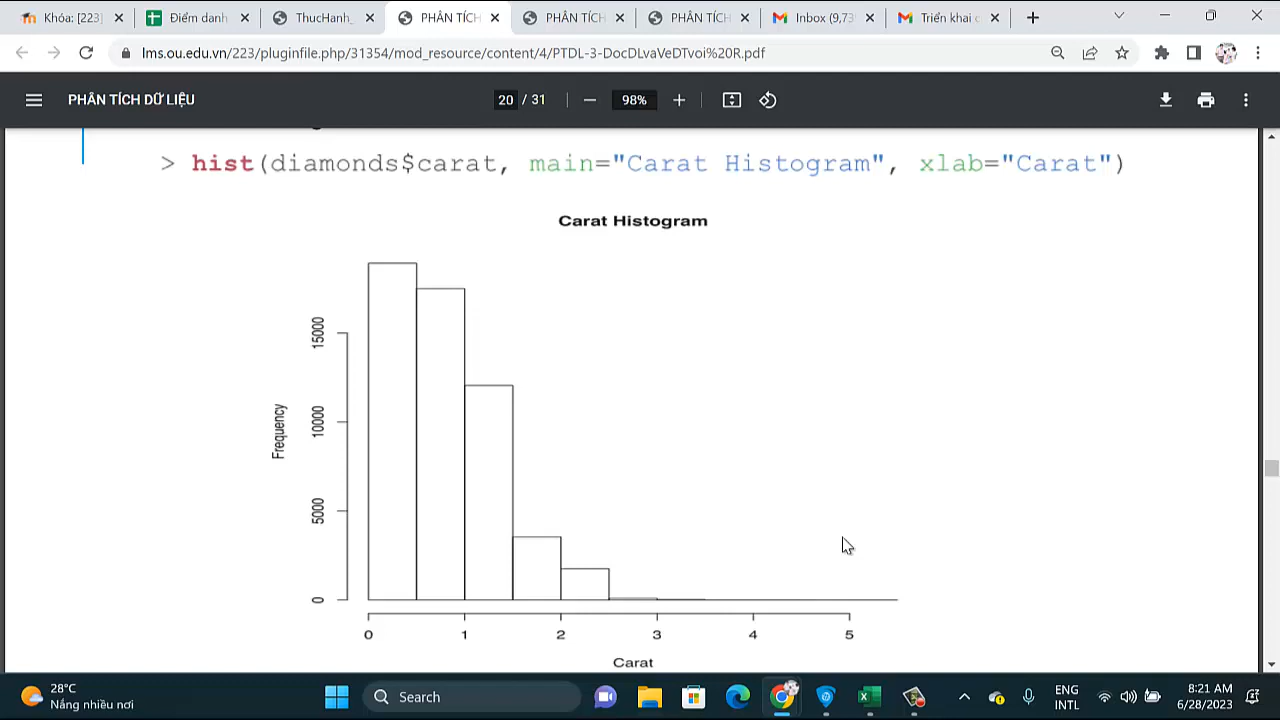 Khóa: [223]
Điểm danh
ThucHanh_
PHÂN TÍCH
PHÂN TÍCH
PHÂN TÍCH
Inbox (9,73
Triển khai c
lms.ou.edu.vn/223/pluginfile.php/31354/mod_resource/content/4/PTDL-3-DocDLvaVeDTvoi%20R.pdf
PHÂN TÍCH DỮ LIỆU
20 / 31
98%
> hist(diamonds$carat, main="Carat Histogram", xlab="Carat")
Carat Histogram
15000
10000
5000
0
Frequency
0 1 2 3 4 5
Carat
28°C
Nắng nhiều nơi
Search
ENG
INTL
8:21 AM
6/28/2023